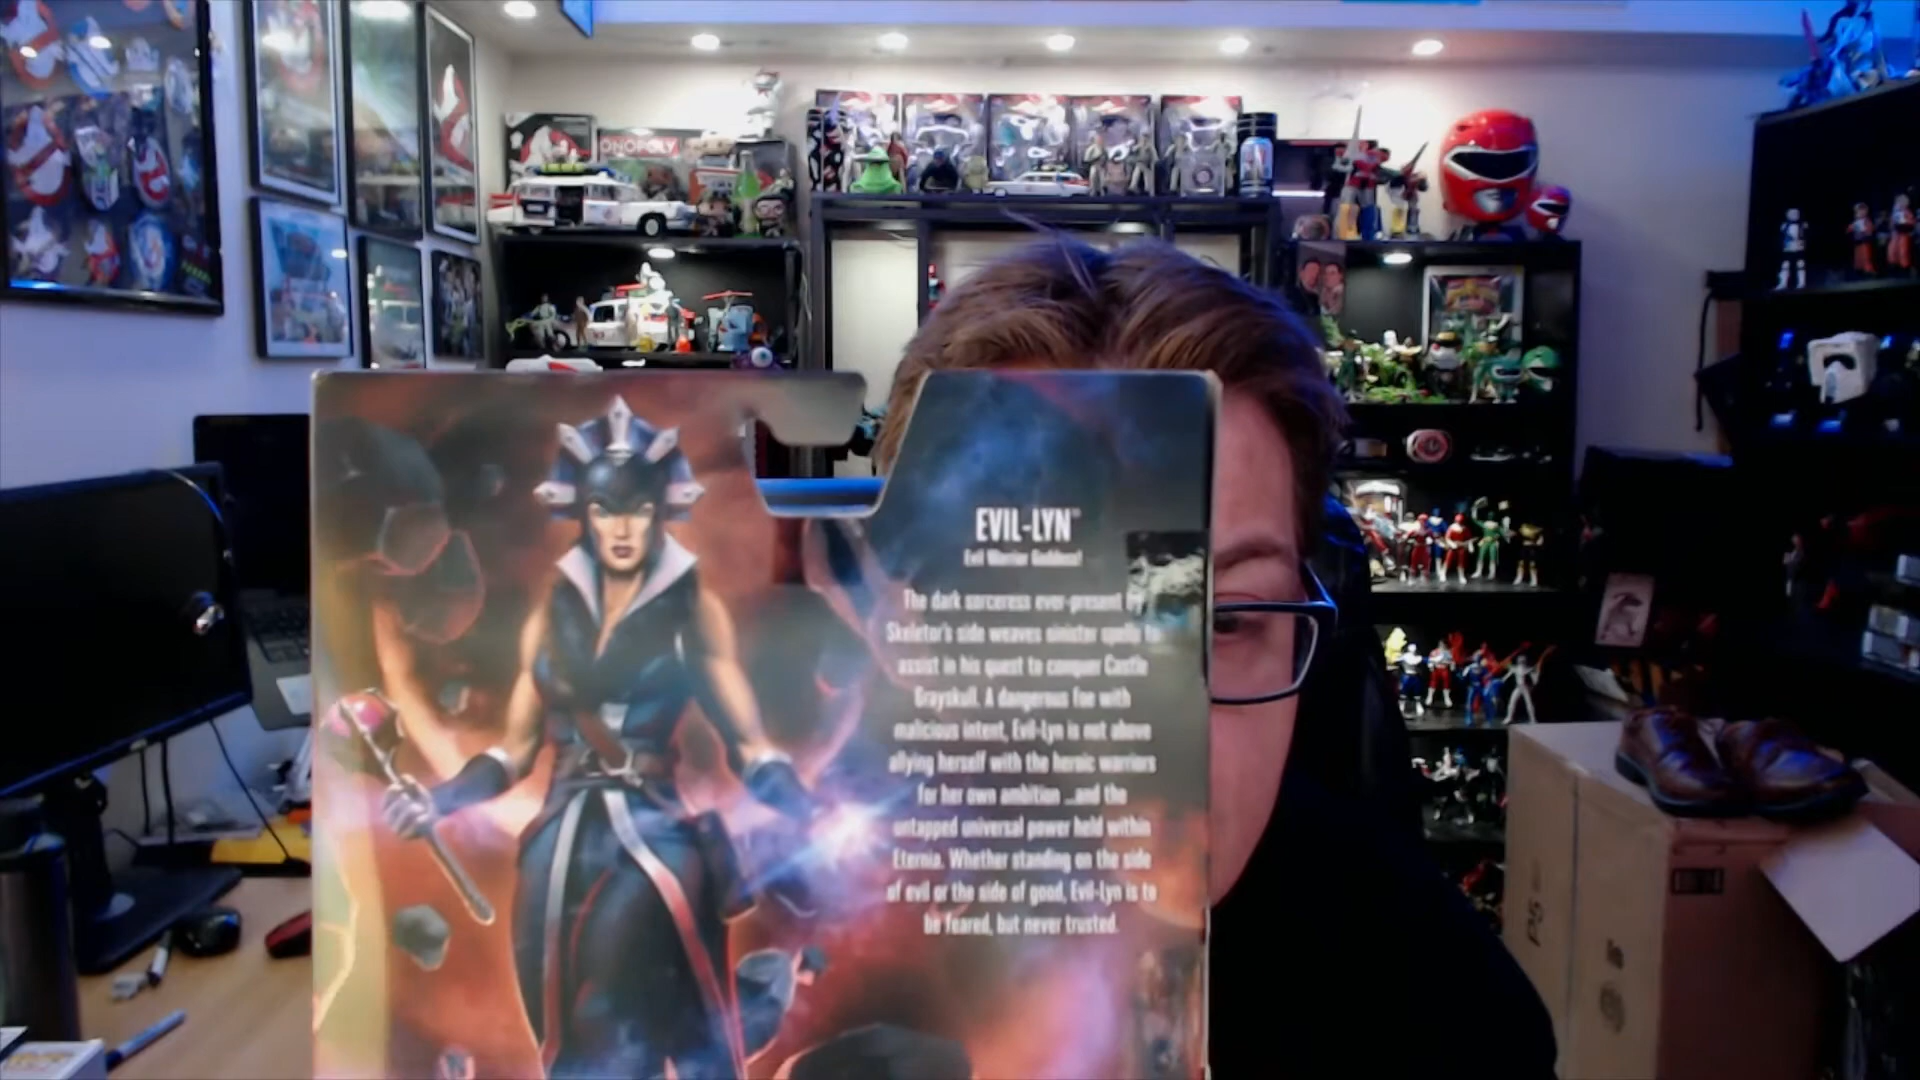 ONOPOLY
EVIL-LYN™
Evil Warrior Goddess!
The dark sorceress ever-present by
Skeletor's side weaves sinister spells to
assist in his quest to conquer Castle
Grayskull. A dangerous foe with
malicious intent, Evil-Lyn is not above
allying herself with the heroic warriors
for her own ambition ...and the
untapped universal power held within
Eternia. Whether standing on the side
of evil or the side of good, Evil-Lyn is to
be feared, but never trusted.